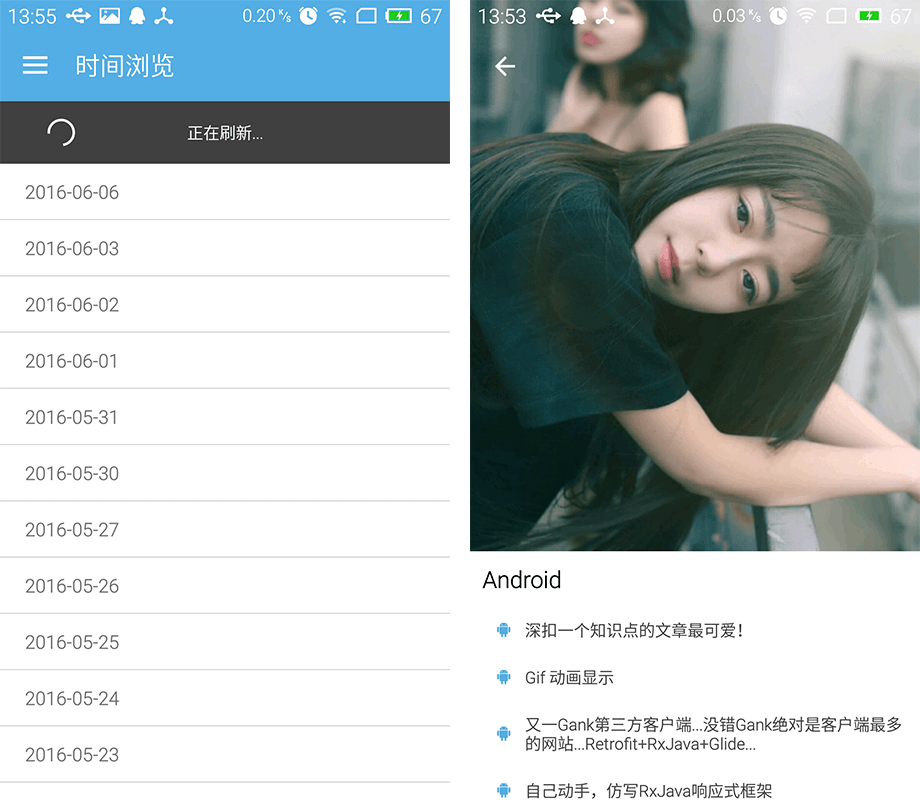 13:55
0.20 K/s
67
时间浏览
正在刷新...
2016-06-06
2016-06-03
2016-06-02
2016-06-01
2016-05-31
2016-05-30
2016-05-27
2016-05-26
2016-05-25
2016-05-24
2016-05-23
13:53
0.03 K/s
67
Android
深扣一个知识点的文章最可爱！
Gif 动画显示
又一Gank第三方客户端...没错Gank绝对是客户端最多
的网站...Retrofit+RxJava+Glide...
自己动手，仿写RxJava响应式框架